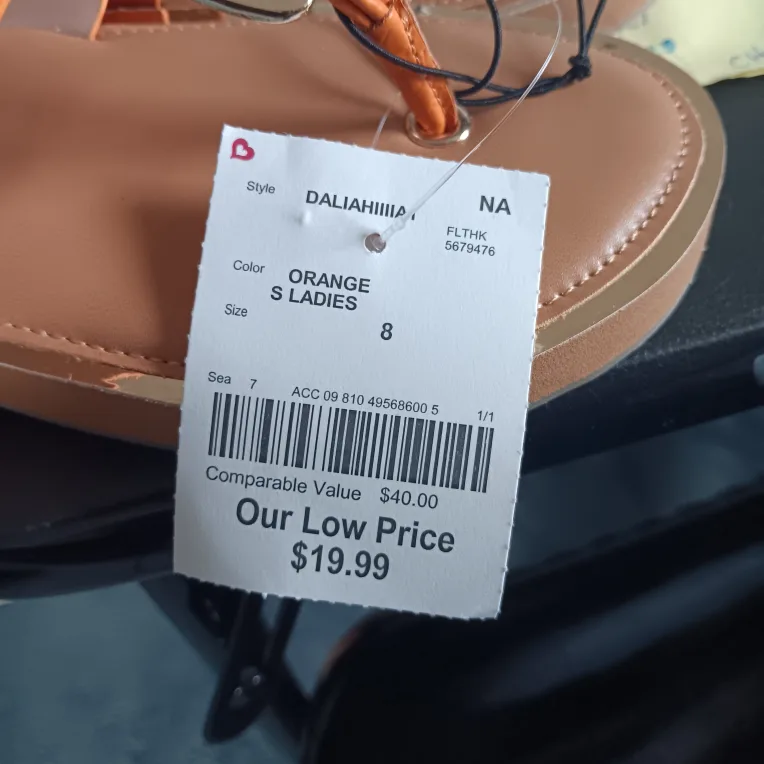 Style DALIAHIIIIA NA
FLTHK
5679476
Color ORANGE
S LADIES
Size 8
Sea 7 ACC 09 810 49568600 5 1/1
Comparable Value $40.00
Our Low Price
$19.99